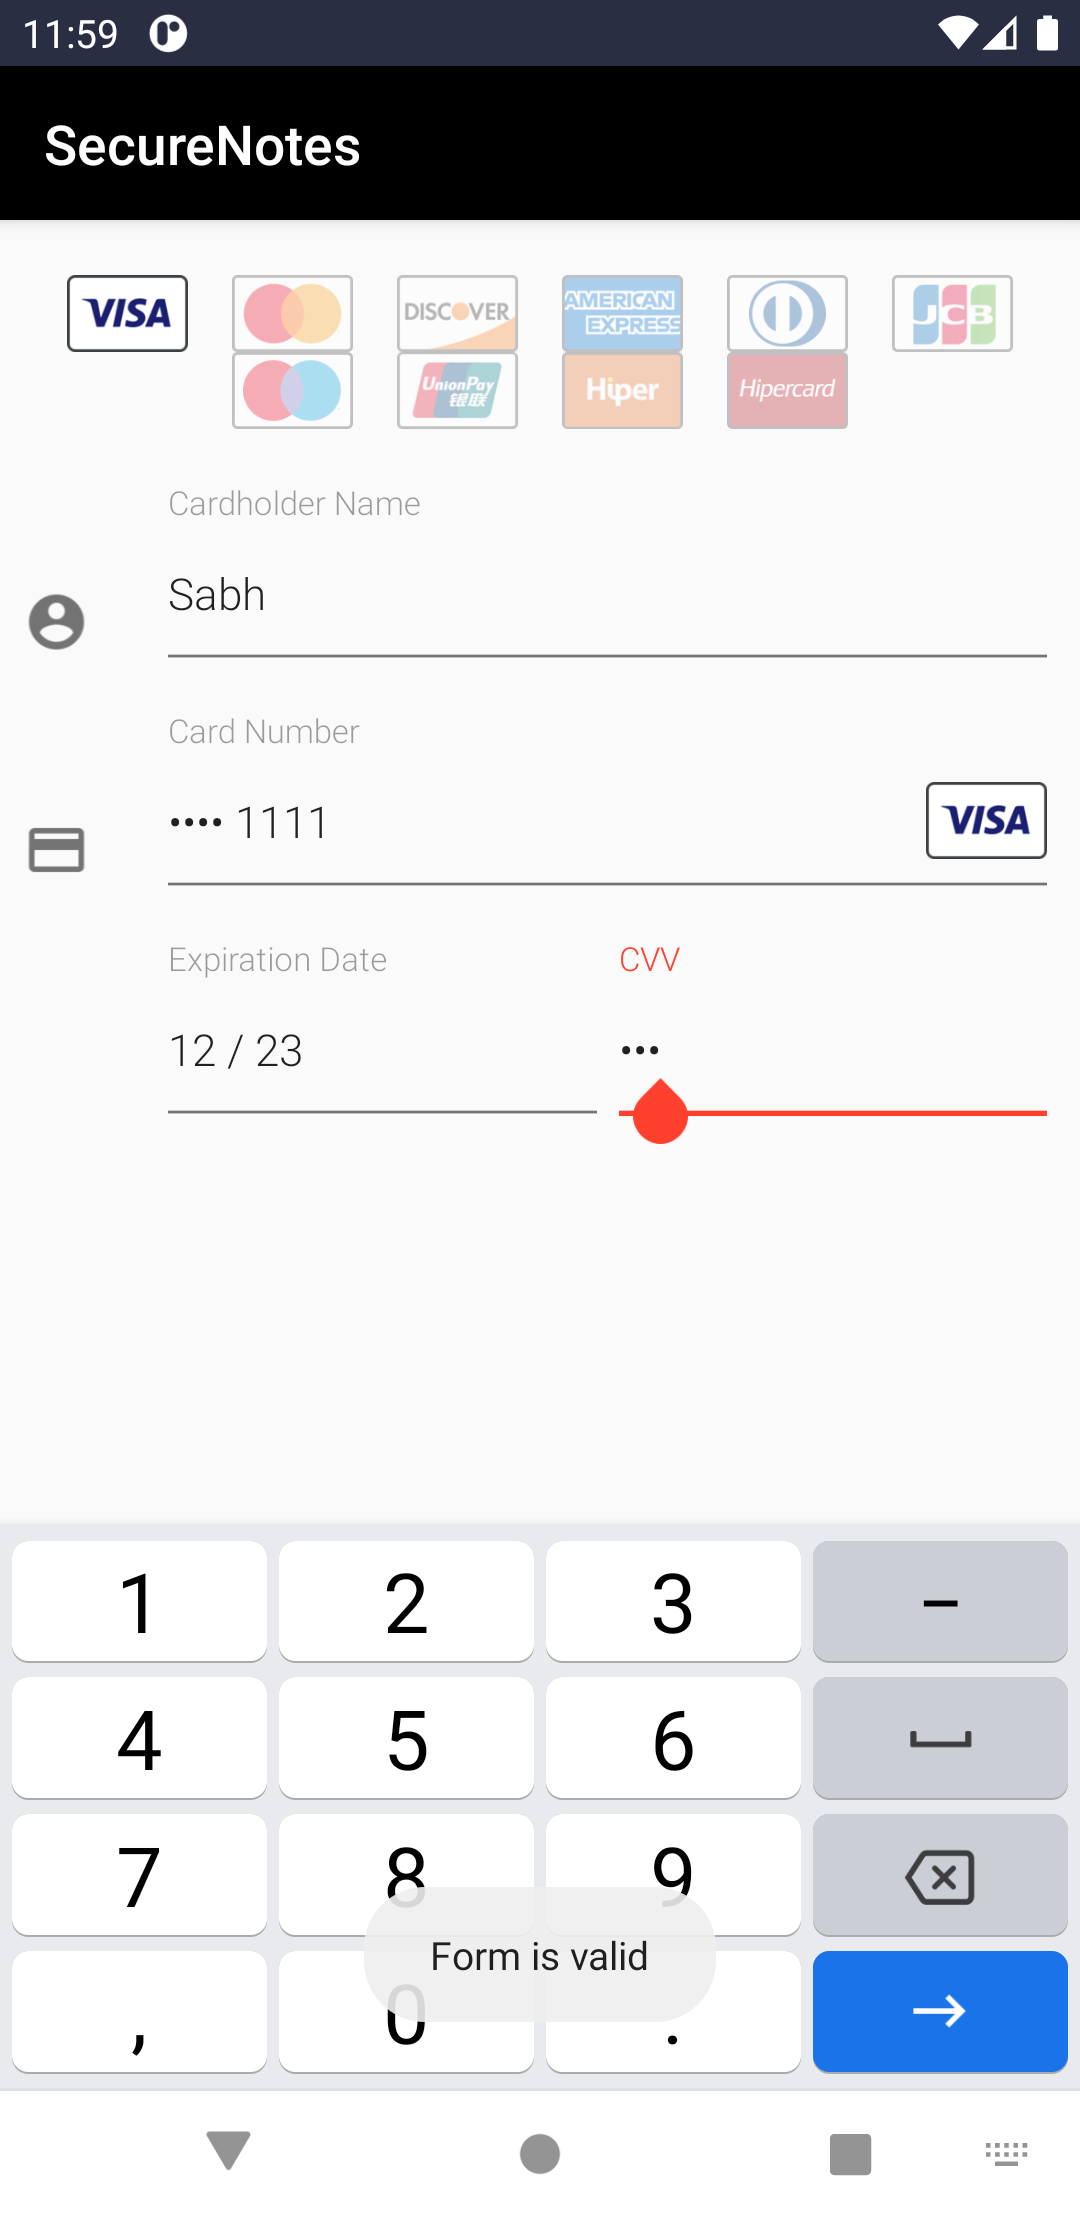 11:59
SecureNotes
VISA DISCOVER AMERICAN EXPRESS JCB
UnionPay 银联 Hiper Hipercard
Cardholder Name
Sabh
Card Number
•••• 1111 VISA
Expiration Date CVV
12 / 23 •••
1 2 3 –
4 5 6
7 8 9
Form is valid
, 0 .